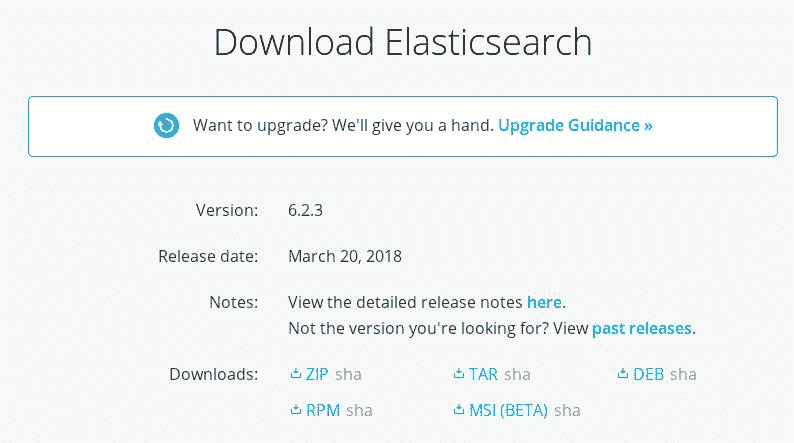 Download Elasticsearch
Want to upgrade? We'll give you a hand. Upgrade Guidance »
Version: 6.2.3
Release date: March 20, 2018
Notes: View the detailed release notes here.
Not the version you're looking for? View past releases.
Downloads: ZIP sha TAR sha DEB sha
RPM sha MSI (BETA) sha